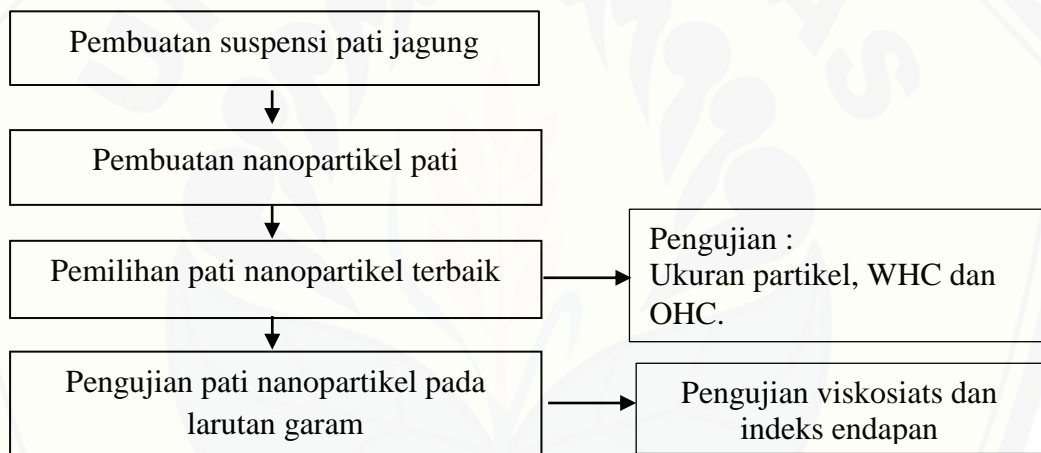 Pembuatan suspensi pati jagung
Pembuatan nanopartikel pati
Pemilihan pati nanopartikel terbaik
Pengujian :
Ukuran partikel, WHC dan
OHC.
Pengujian pati nanopartikel pada
larutan garam
Pengujian viskosiats dan
indeks endapan